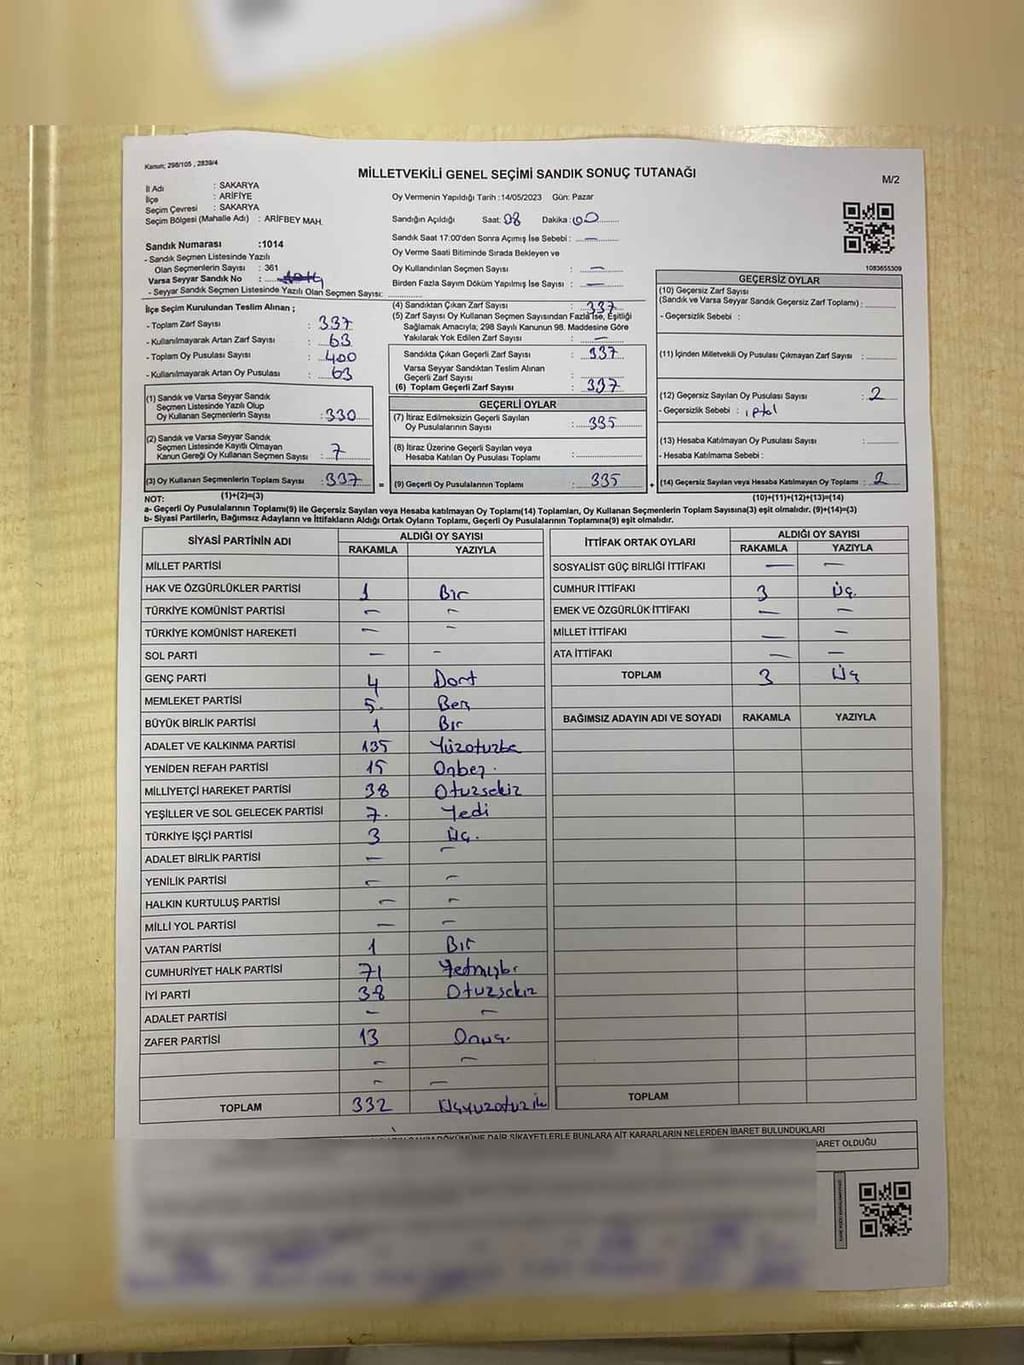 Kanun; 298/105 , 2839/4
MİLLETVEKİLİ GENEL SEÇİMİ SANDIK SONUÇ TUTANAĞI
M/2
İl Adı : SAKARYA
İlçe : ARİFİYE
Seçim Çevresi : SAKARYA
Seçim Bölgesi (Mahalle Adı) : ARİFBEY MAH.
Sandık Numarası :1014
- Sandık Seçmen Listesinde Yazılı
Olan Seçmenlerin Sayısı : 361
Varsa Seyyar Sandık No :
- Seyyar Seçmen Listesinde Yazılı Olan Seçmen Sayısı:
Oy Vermenin Yapıldığı Tarih :14/05/2023 Gün: Pazar
Sandığın Açıldığı Saat: 08 Dakika: 00
Sandık Saat 17:00'den Sonra Açımış İse Sebebi : —
Oy Verme Saati Bitiminde Sırada Bekleyen ve
Oy Kullandırılan Seçmen Sayısı : —
Birden Fazla Sayım Döküm Yapılmış İse Sayısı : —
1083655309
İlçe Seçim Kurulundan Teslim Alınan ;
- Toplam Zarf Sayısı : 337
- Kullanılmayarak Artan Zarf Sayısı : 63
- Toplam Oy Pusulası Sayısı : 400
- Kullanılmayarak Artan Oy Pusulası : 63
(1) Sandık ve Varsa Seyyar Sandık
Seçmen Listesinde Yazılı Olup
Oy Kullanan Seçmenlerin Sayısı : 330
(2) Sandık ve Varsa Seyyar Sandık
Seçmen Listesinde Kayıtlı Olmayan
Kanun Gereği Oy Kullanan Seçmen Sayısı : 7
(3) Oy Kullanan Seçmenlerin Toplam Sayısı : 337
(4) Sandıktan Çıkan Zarf Sayısı : 337
(5) Zarf Sayısı Oy Kullanan Seçmen Sayısından Fazla İse, Eşitliği
Sağlamak Amacıyla; 298 Sayılı Kanunun 98. Maddesine Göre
Yakılarak Yok Edilen Zarf Sayısı : —
Sandıkta Çıkan Geçerli Zarf Sayısı : 337
Varsa Seyyar Sandıktan Teslim Alınan
Geçerli Zarf Sayısı :
(6) Toplam Geçerli Zarf Sayısı : 337
GEÇERLİ OYLAR
(7) İtiraz Edilmeksizin Geçerli Sayılan
Oy Pusulalarının Sayısı : 335
(8) İtiraz Üzerine Geçerli Sayılan veya
Hesaba Katılan Oy Pusulası Toplamı :
= (9) Geçerli Oy Pusulalarının Toplamı : 335
GEÇERSİZ OYLAR
(10) Geçersiz Zarf Sayısı
(Sandık ve Varsa Seyyar Sandık Geçersiz Zarf Toplamı) :
- Geçersizlik Sebebi :
(11) İçinden Milletvekili Oy Pusulası Çıkmayan Zarf Sayısı :
(12) Geçersiz Sayılan Oy Pusulası Sayısı : 2
- Geçersizlik Sebebi : iptal
(13) Hesaba Katılmayan Oy Pusulası Sayısı :
- Hesaba Katılmama Sebebi :
+ (14) Geçersiz Sayılan veya Hesaba Katılmayan Oy Toplamı : 2
NOT: (1)+(2)=(3) (10)+(11)+(12)+(13)=(14)
a- Geçerli Oy Pusulalarının Toplamı(9) ile Geçersiz Sayılan veya Hesaba katılmayan Oy Toplamı(14) Toplamları, Oy Kullanan Seçmenlerin Toplam Sayısına(3) eşit olmalıdır. (9)+(14)=(3)
b- Siyasi Partilerin, Bağımsız Adayların ve İttifakların Aldığı Ortak Oyların Toplamı, Geçerli Oy Pusulalarının Toplamına(9) eşit olmalıdır.
SİYASİ PARTİNİN ADI ALDIĞI OY SAYISI
RAKAMLA YAZIYLA
MİLLET PARTİSİ
HAK VE ÖZGÜRLÜKLER PARTİSİ 1 Bir
TÜRKİYE KOMÜNİST PARTİSİ — —
TÜRKİYE KOMÜNİST HAREKETİ — —
SOL PARTİ — —
GENÇ PARTİ 4 Dört
MEMLEKET PARTİSİ 5 Beş
BÜYÜK BİRLİK PARTİSİ 1 Bir
ADALET VE KALKINMA PARTİSİ 135 Yüzotuzbe
YENİDEN REFAH PARTİSİ 15 Onbeş
MİLLİYETÇİ HAREKET PARTİSİ 38 Otuzsekiz
YEŞİLLER VE SOL GELECEK PARTİSİ 7. Yedi
TÜRKİYE İŞÇİ PARTİSİ 3 Üç.
ADALET BİRLİK PARTİSİ — —
YENİLİK PARTİSİ — —
HALKIN KURTULUŞ PARTİSİ — —
MİLLİ YOL PARTİSİ — —
VATAN PARTİSİ 1 Bir
CUMHURİYET HALK PARTİSİ 71 Yetmişbr
İYİ PARTİ 38 Otuzsekiz
ADALET PARTİSİ — —
ZAFER PARTİSİ 13 Onüç.
— —
— —
TOPLAM 332 Üçyüzotuzik
İTTİFAK ORTAK OYLARI ALDIĞI OY SAYISI
RAKAMLA YAZIYLA
SOSYALİST GÜÇ BİRLİĞİ İTTİFAKI — —
CUMHUR İTTİFAKI 3 Üç.
EMEK VE ÖZGÜRLÜK İTTİFAKI — —
MİLLET İTTİFAKI — —
ATA İTTİFAKI — —
TOPLAM 3 Üç
BAĞIMSIZ ADAYIN ADI VE SOYADI RAKAMLA YAZIYLA
TOPLAM
DÖKÜMÜNE DAİR ŞİKAYETLERLE BUNLARA AİT KARARLARIN NELERDEN İBARET BULUNDUKLARI
BARET OLDUĞU